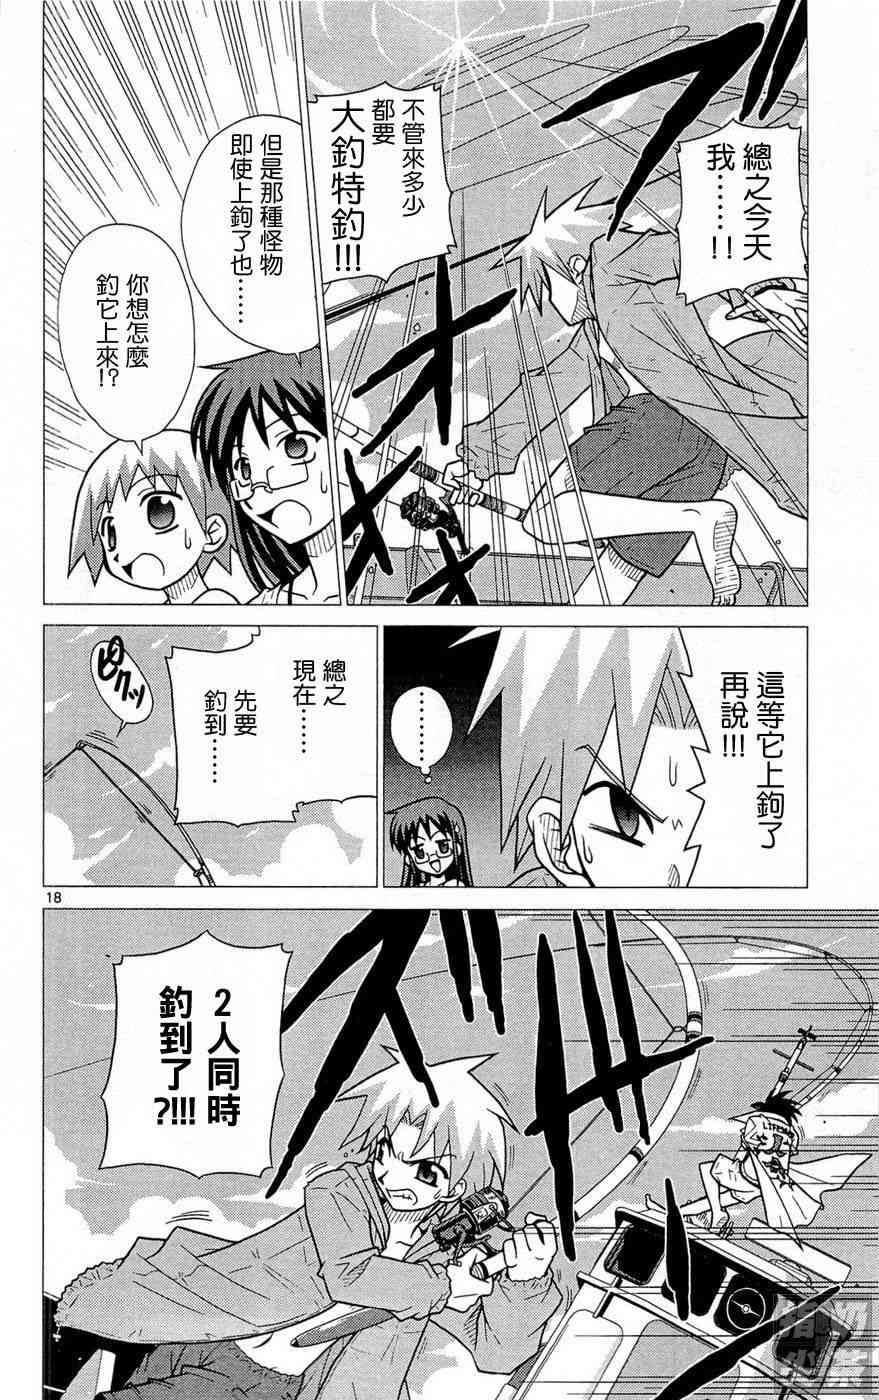 總之今天
我……!!
不管來多少
都要
大釣特釣!!!
但是那種怪物
即使上鉤了也……
你想怎麼
釣它上來!?
這等它上鉤了
再說!!!
……
總之
現在…
先要
釣到……
ピクッ
18
2人同時
釣到了?!!!